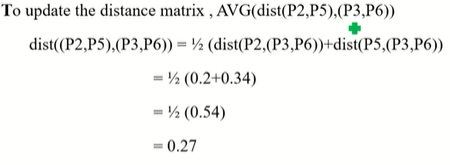 To update the distance matrix , AVG(dist(P2,P5),(P3,P6))
dist((P2,P5),(P3,P6)) = ½ (dist(P2,(P3,P6))+dist(P5,(P3,P6))
= ½ (0.2+0.34)
= ½ (0.54)
= 0.27